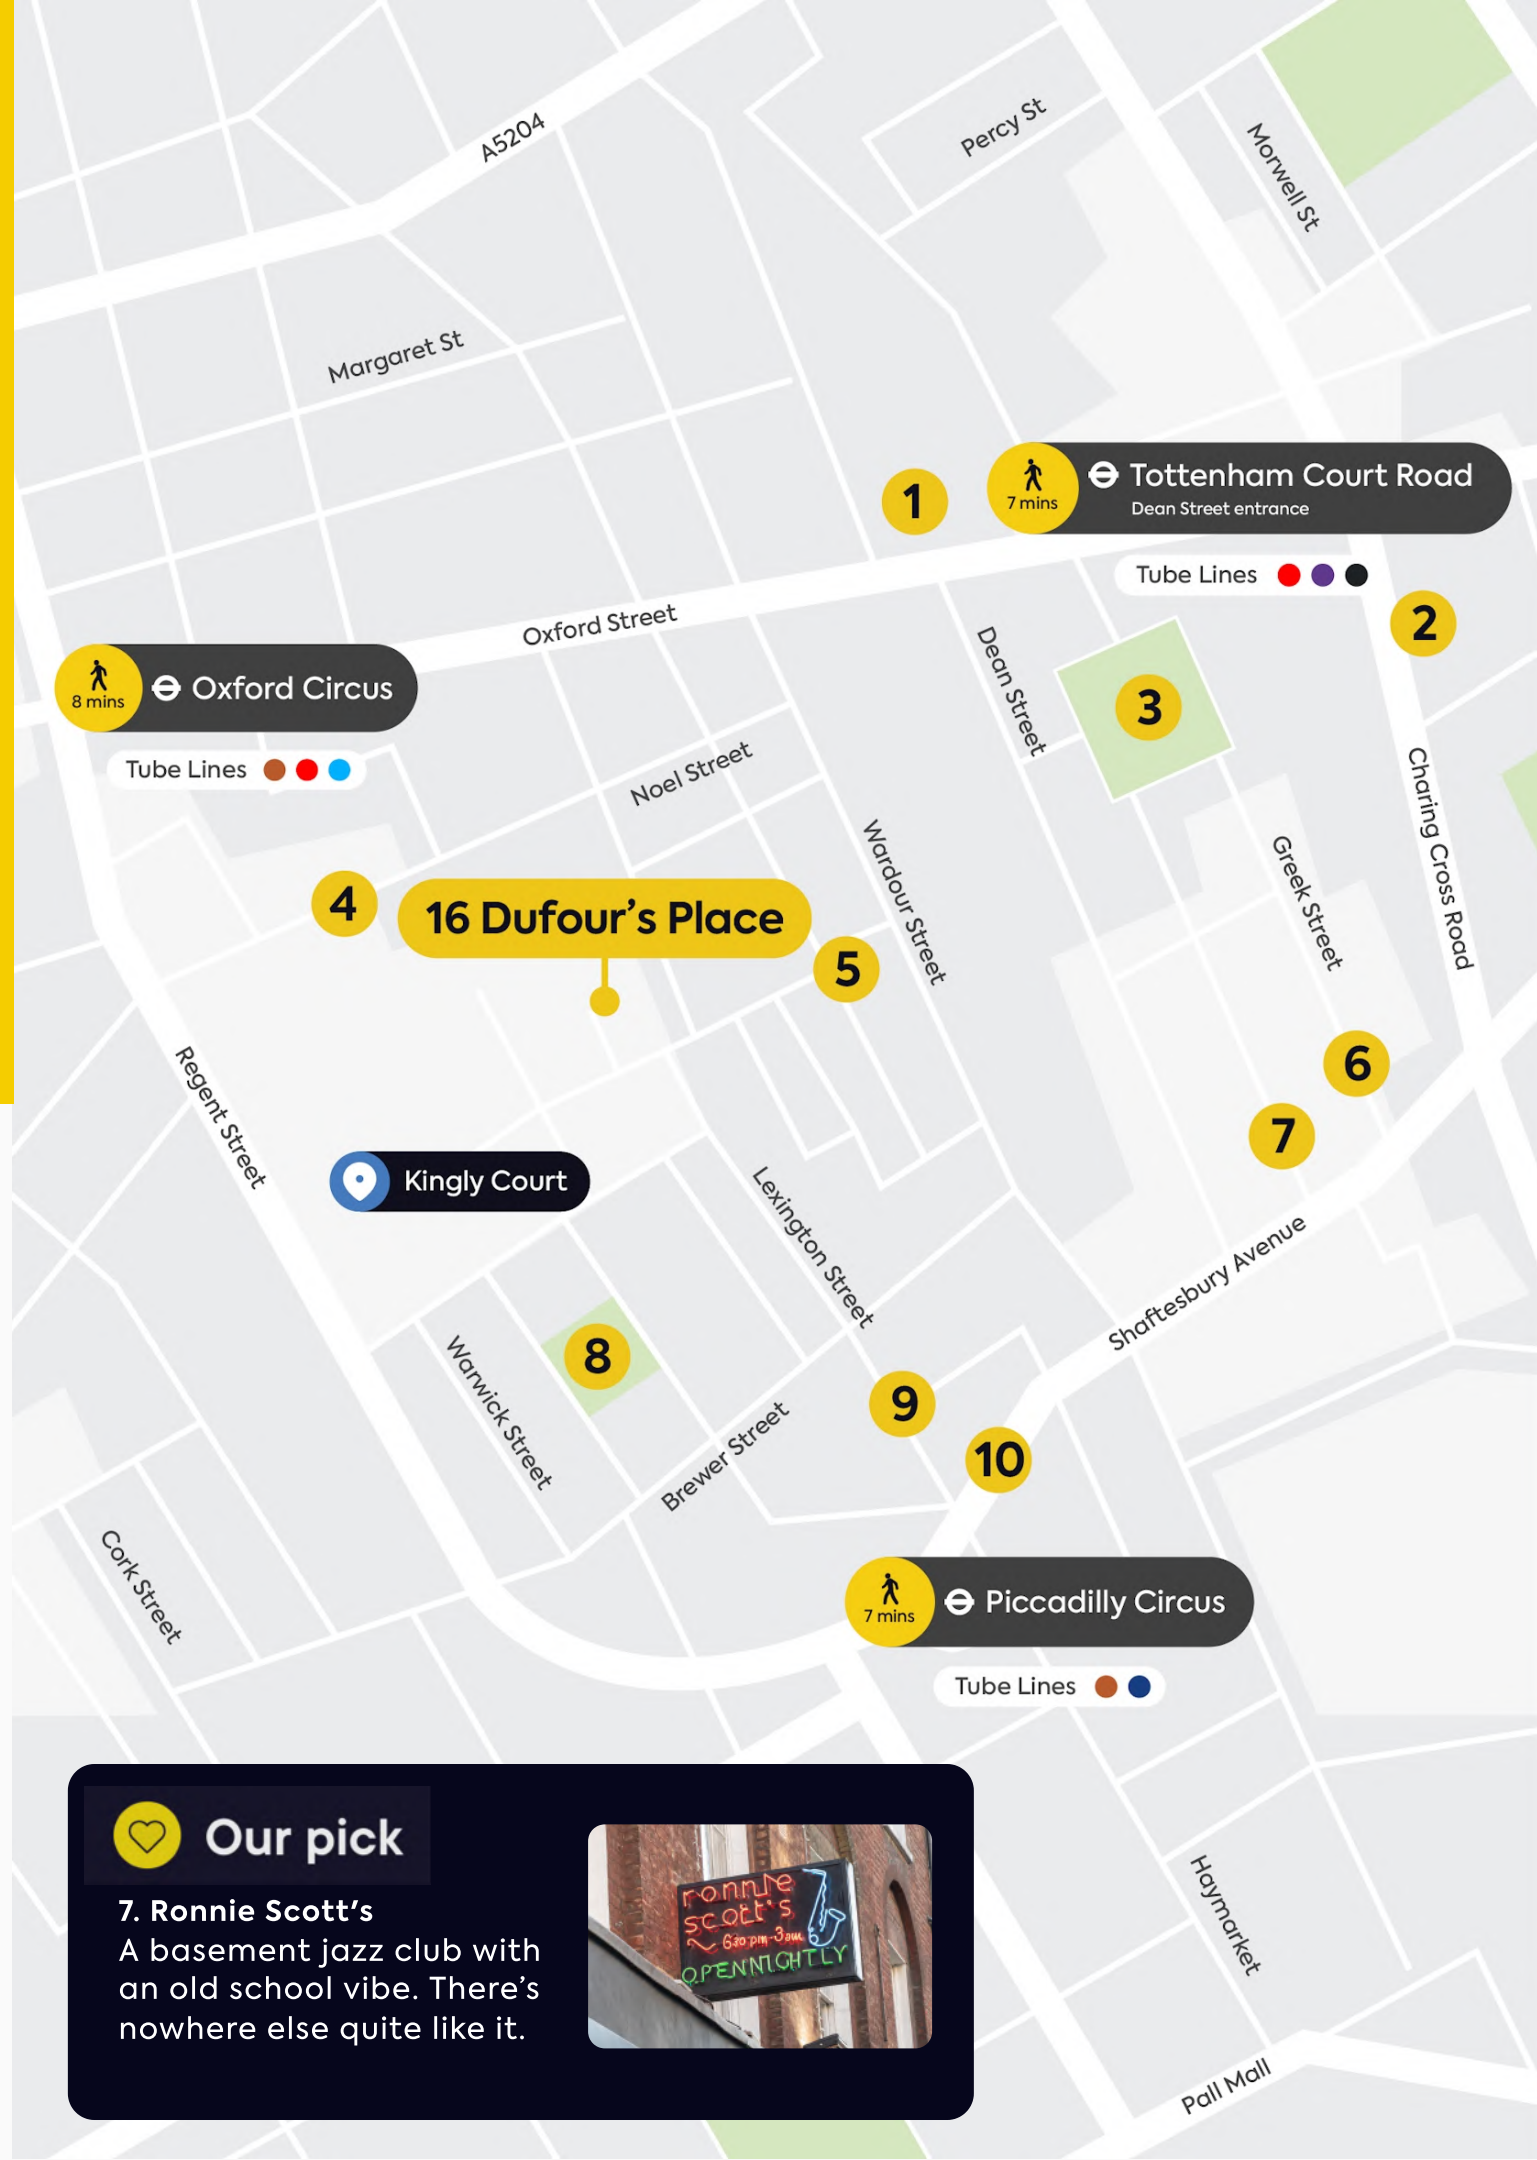 A5204
Percy St
Morwell St
Margaret St
1
7 mins
Tottenham Court Road
Dean Street entrance
Tube Lines
2
Oxford Street
Dean Street
8 mins
Oxford Circus
Tube Lines
3
Noel Street
Charing Cross Road
Wardour Street
Greek Street
4
16 Dufour's Place
5
Regent Street
6
7
Kingly Court
Lexington Street
Shaftesbury Avenue
8
Warwick Street
9
Brewer Street
10
Cork Street
7 mins
Piccadilly Circus
Tube Lines
Our pick
7. Ronnie Scott's
A basement jazz club with
an old school vibe. There's
nowhere else quite like it.
ronnie
scott's
630 pm-3am
OPEN NIGHTLY
Haymarket
Pall Mall